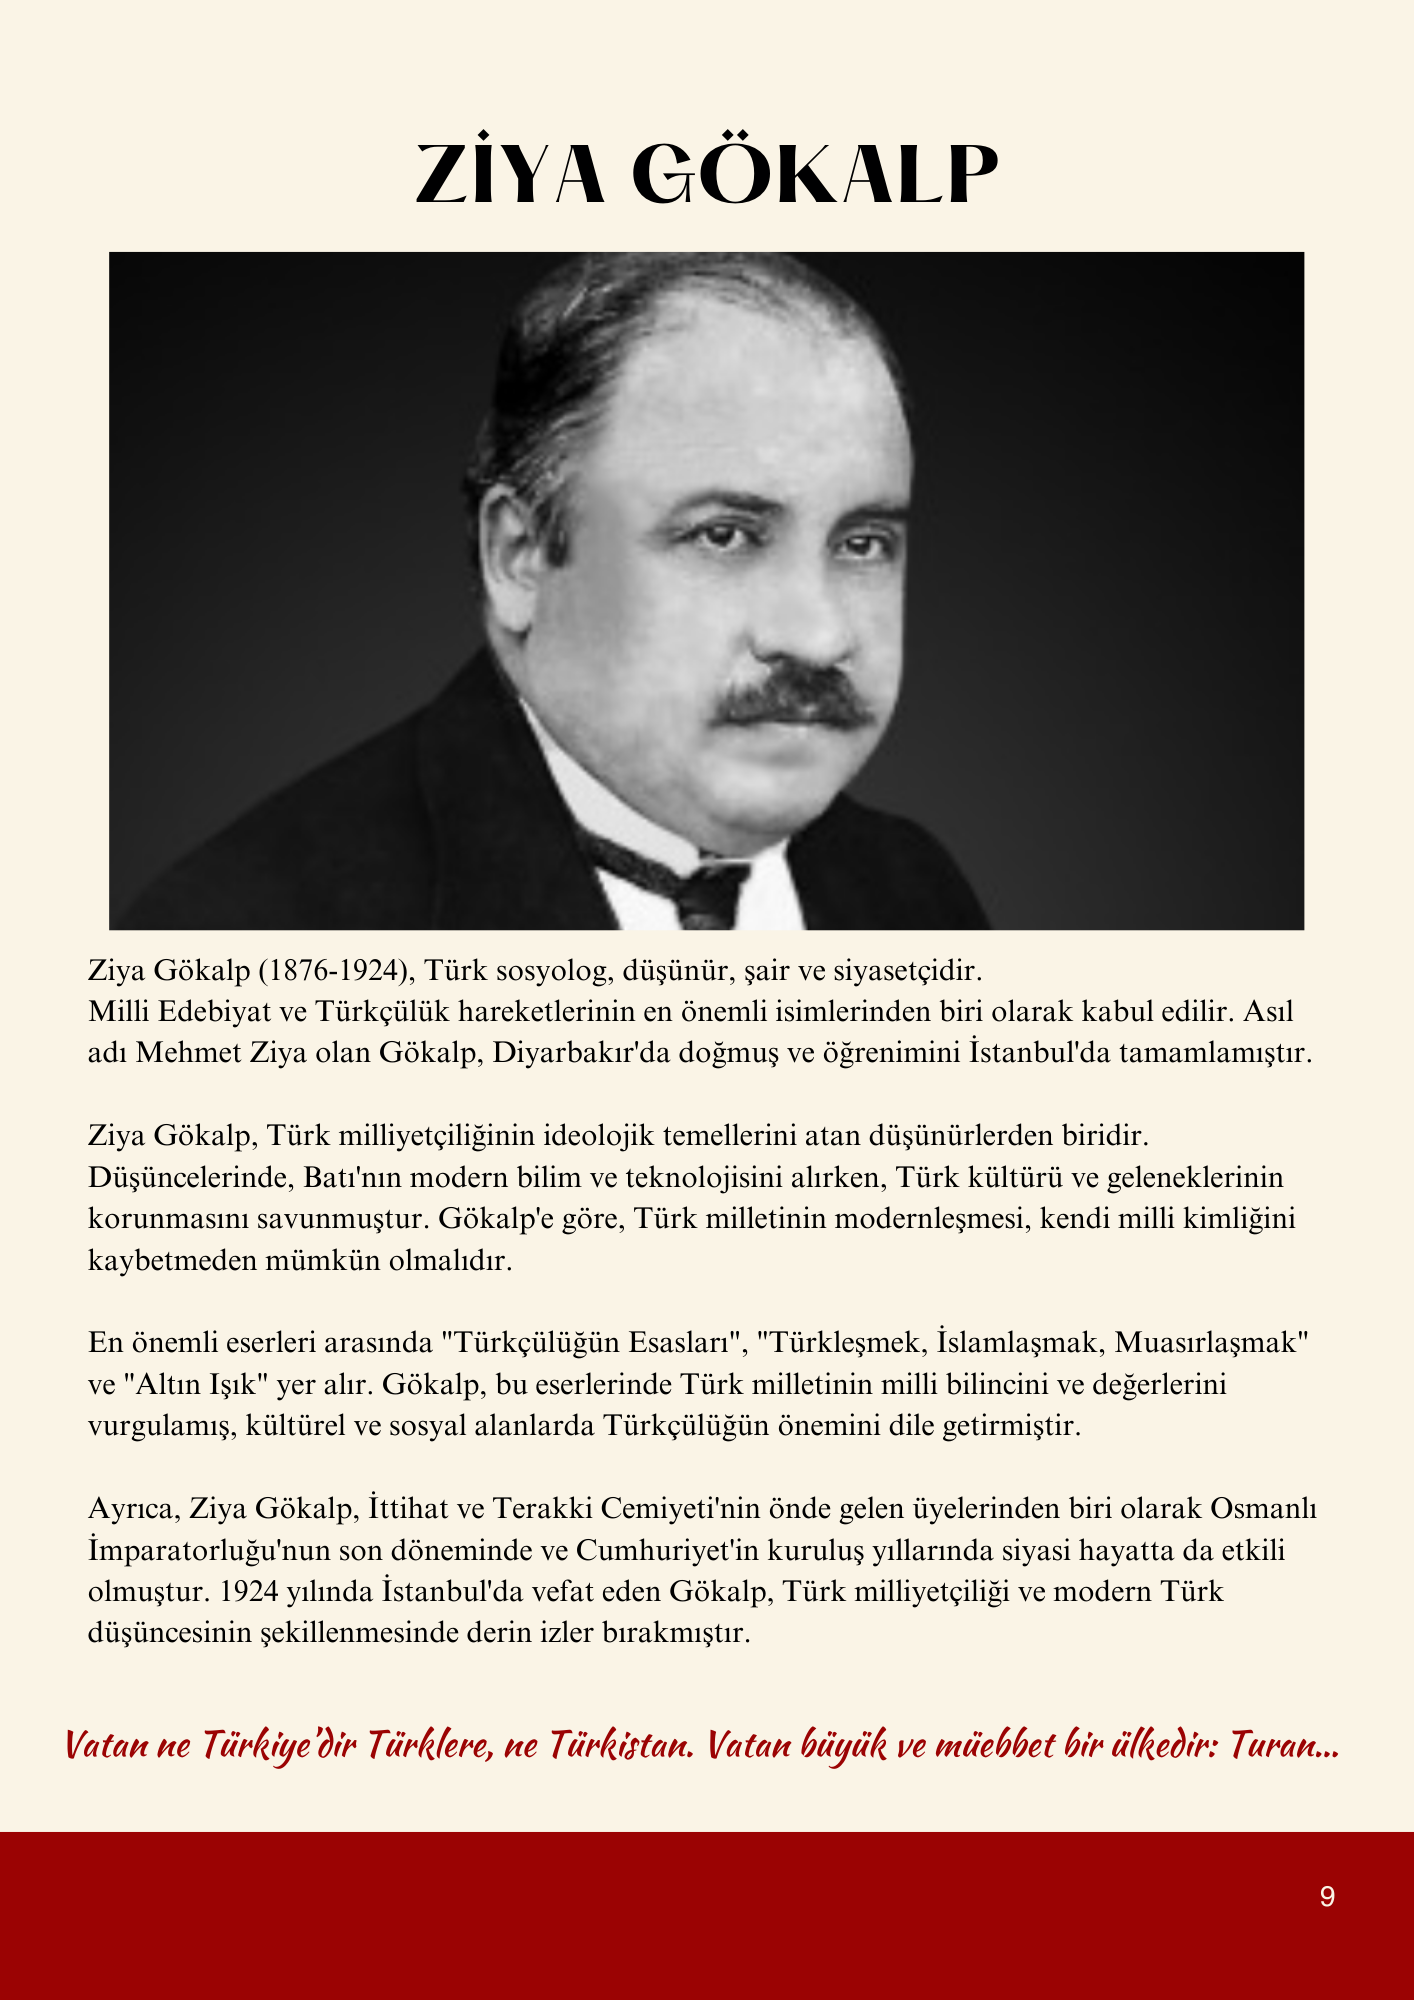 ZİYA GÖKALP
Ziya Gökalp (1876-1924), Türk sosyolog, düşünür, şair ve siyasetçidir.
Milli Edebiyat ve Türkçülük hareketlerinin en önemli isimlerinden biri olarak kabul edilir. Asıl
adı Mehmet Ziya olan Gökalp, Diyarbakır'da doğmuş ve öğrenimini İstanbul'da tamamlamıştır.
Ziya Gökalp, Türk milliyetçiliğinin ideolojik temellerini atan düşünürlerden biridir.
Düşüncelerinde, Batı'nın modern bilim ve teknolojisini alırken, Türk kültürü ve geleneklerinin
korunmasını savunmuştur. Gökalp'e göre, Türk milletinin modernleşmesi, kendi milli kimliğini
kaybetmeden mümkün olmalıdır.
En önemli eserleri arasında "Türkçülüğün Esasları", "Türkleşmek, İslamlaşmak, Muasırlaşmak"
ve "Altın Işık" yer alır. Gökalp, bu eserlerinde Türk milletinin milli bilincini ve değerlerini
vurgulamış, kültürel ve sosyal alanlarda Türkçülüğün önemini dile getirmiştir.
Ayrıca, Ziya Gökalp, İttihat ve Terakki Cemiyeti'nin önde gelen üyelerinden biri olarak Osmanlı
İmparatorluğu'nun son döneminde ve Cumhuriyet'in kuruluş yıllarında siyasi hayatta da etkili
olmuştur. 1924 yılında İstanbul'da vefat eden Gökalp, Türk milliyetçiliği ve modern Türk
düşüncesinin şekillenmesinde derin izler bırakmıştır.
Vatan ne Türkiye'dir Türklere, ne Türkistan. Vatan büyük ve müebbet bir ülkedir: Turan...
9